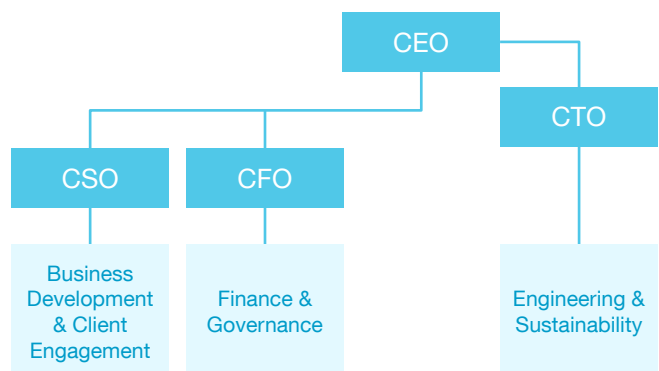 CEO
CTO
CSO
CFO
Business
Development
& Client
Engagement
Finance &
Governance
Engineering &
Sustainability